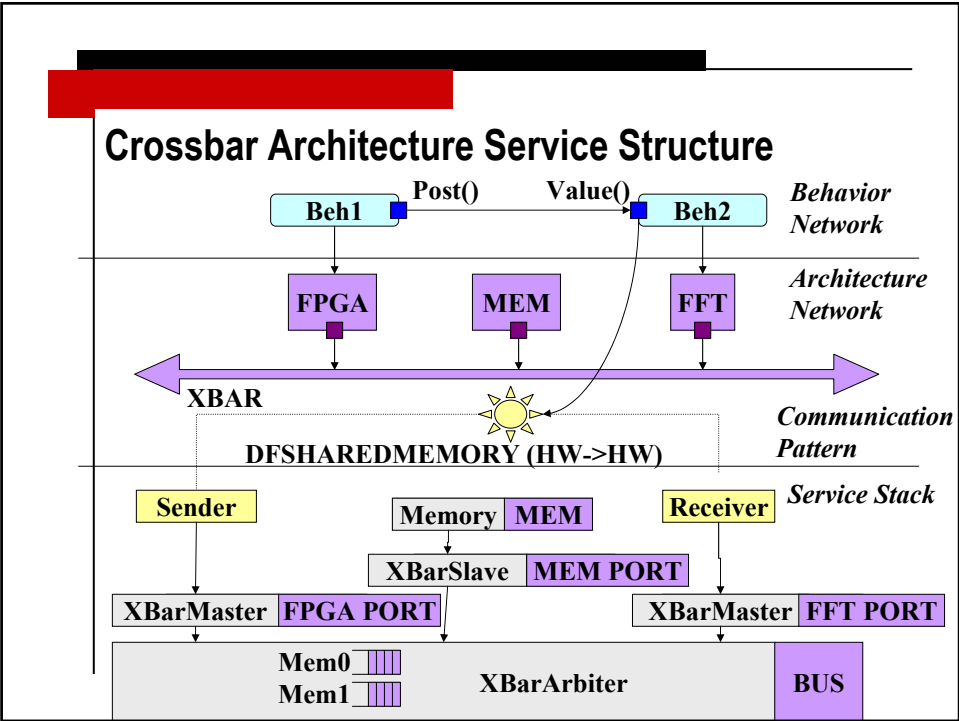 Crossbar Architecture Service Structure
Post() Value()
Beh1 Beh2
Behavior
Network
FPGA MEM FFT
Architecture
Network
XBAR
Communication
Pattern
DFSHAREDMEMORY (HW->HW)
Service Stack
Sender Memory MEM Receiver
XBarSlave MEM PORT
XBarMaster FPGA PORT XBarMaster FFT PORT
Mem0
Mem1
XBarArbiter BUS